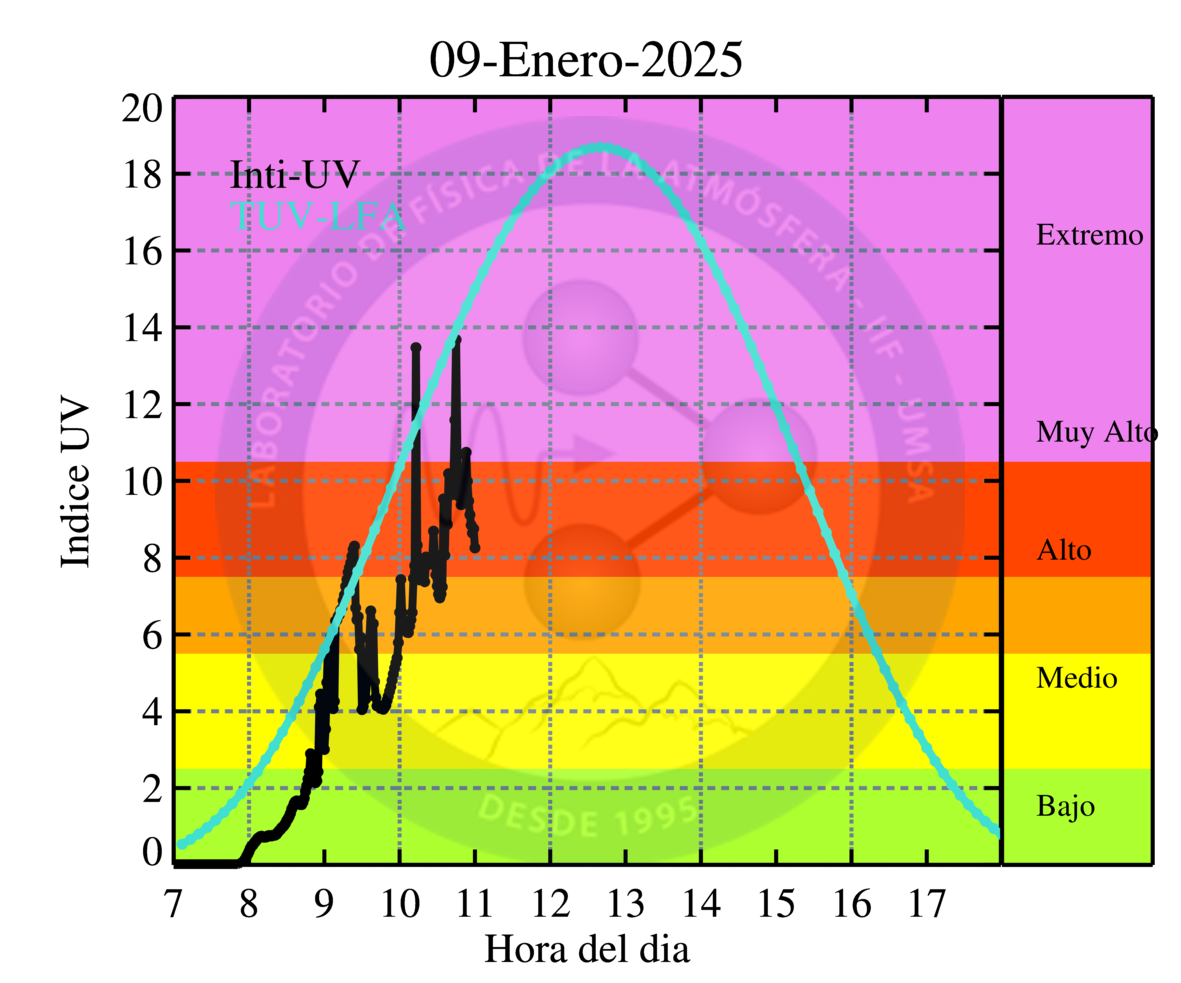 09-Enero-2025
20
18
16
14
12
10
8
6
4
2
0
Indice UV
Inti-UV
TUV-LFA
LABORATORIO DE FÍSICA DE LA ATMÓSFERA - IIF - UMSA
DESDE 1995
Extremo
Muy Alto
Alto
Medio
Bajo
7 8 9 10 11 12 13 14 15 16 17
Hora del dia